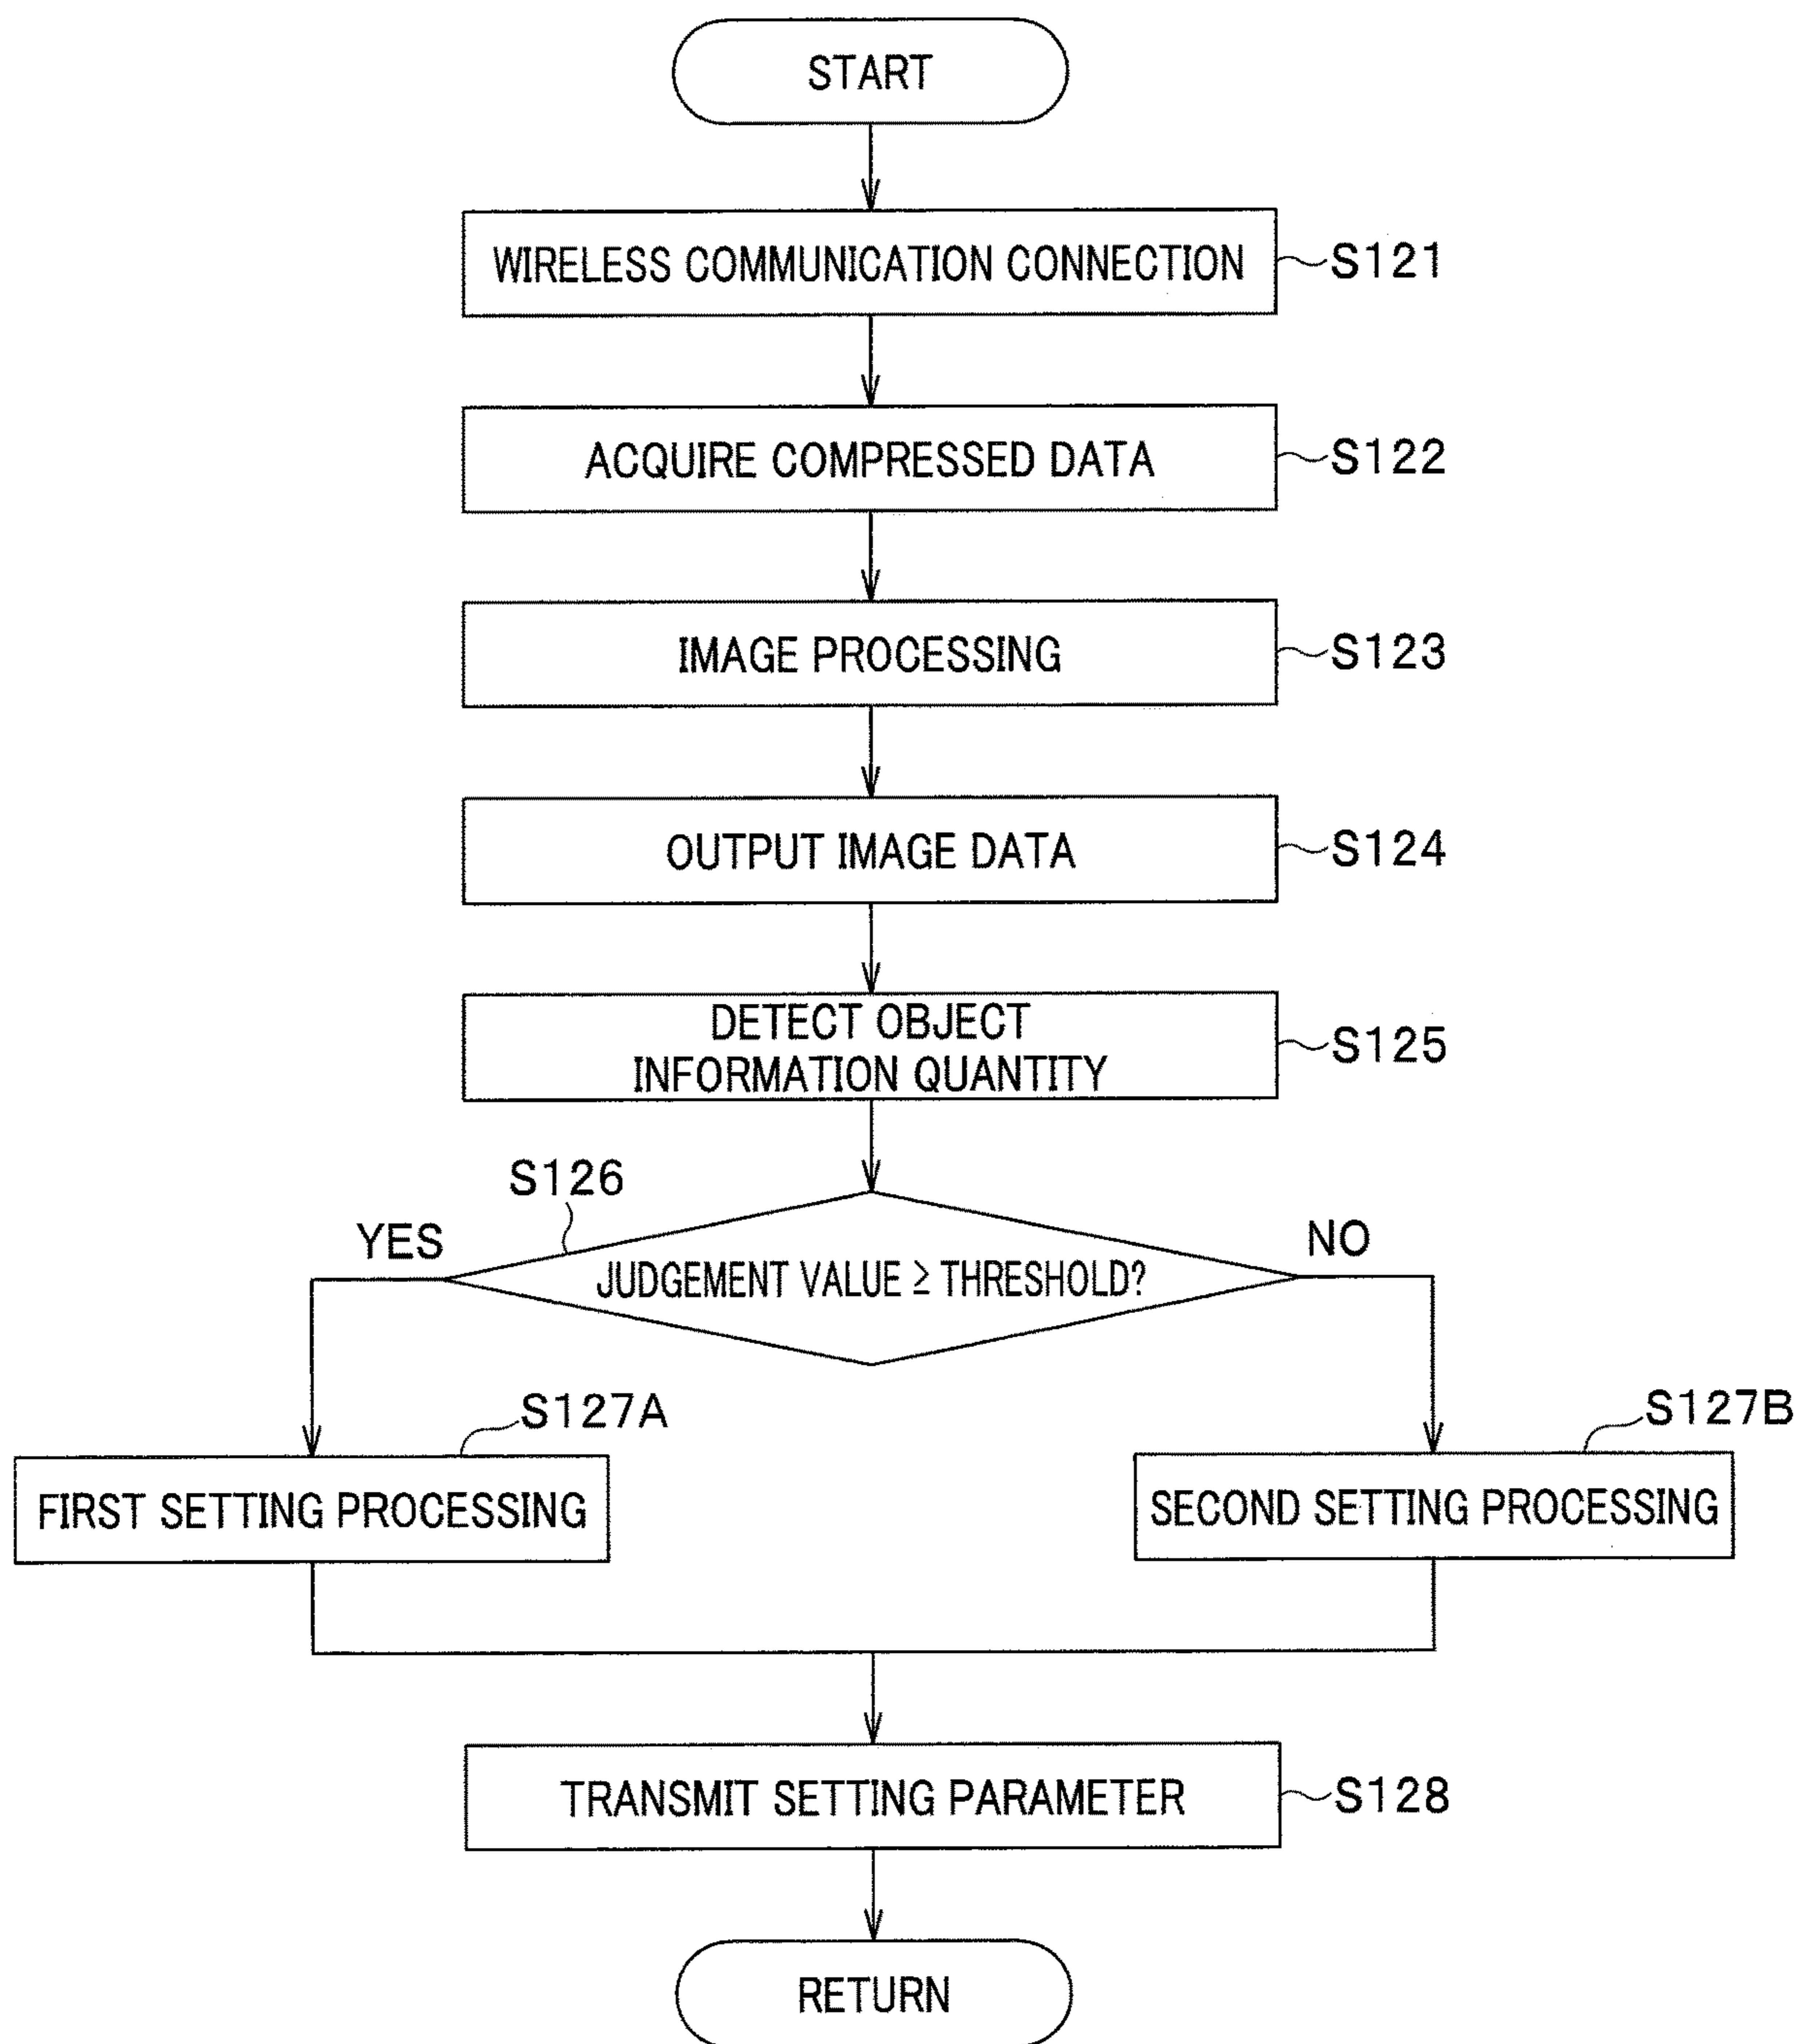 START
WIRELESS COMMUNICATION CONNECTION
S121
ACQUIRE COMPRESSED DATA
S122
IMAGE PROCESSING
S123
OUTPUT IMAGE DATA
S124
DETECT OBJECT
INFORMATION QUANTITY
S125
S126
YES
NO
JUDGEMENT VALUE ≥ THRESHOLD?
S127A
S127B
FIRST SETTING PROCESSING
SECOND SETTING PROCESSING
TRANSMIT SETTING PARAMETER
S128
RETURN